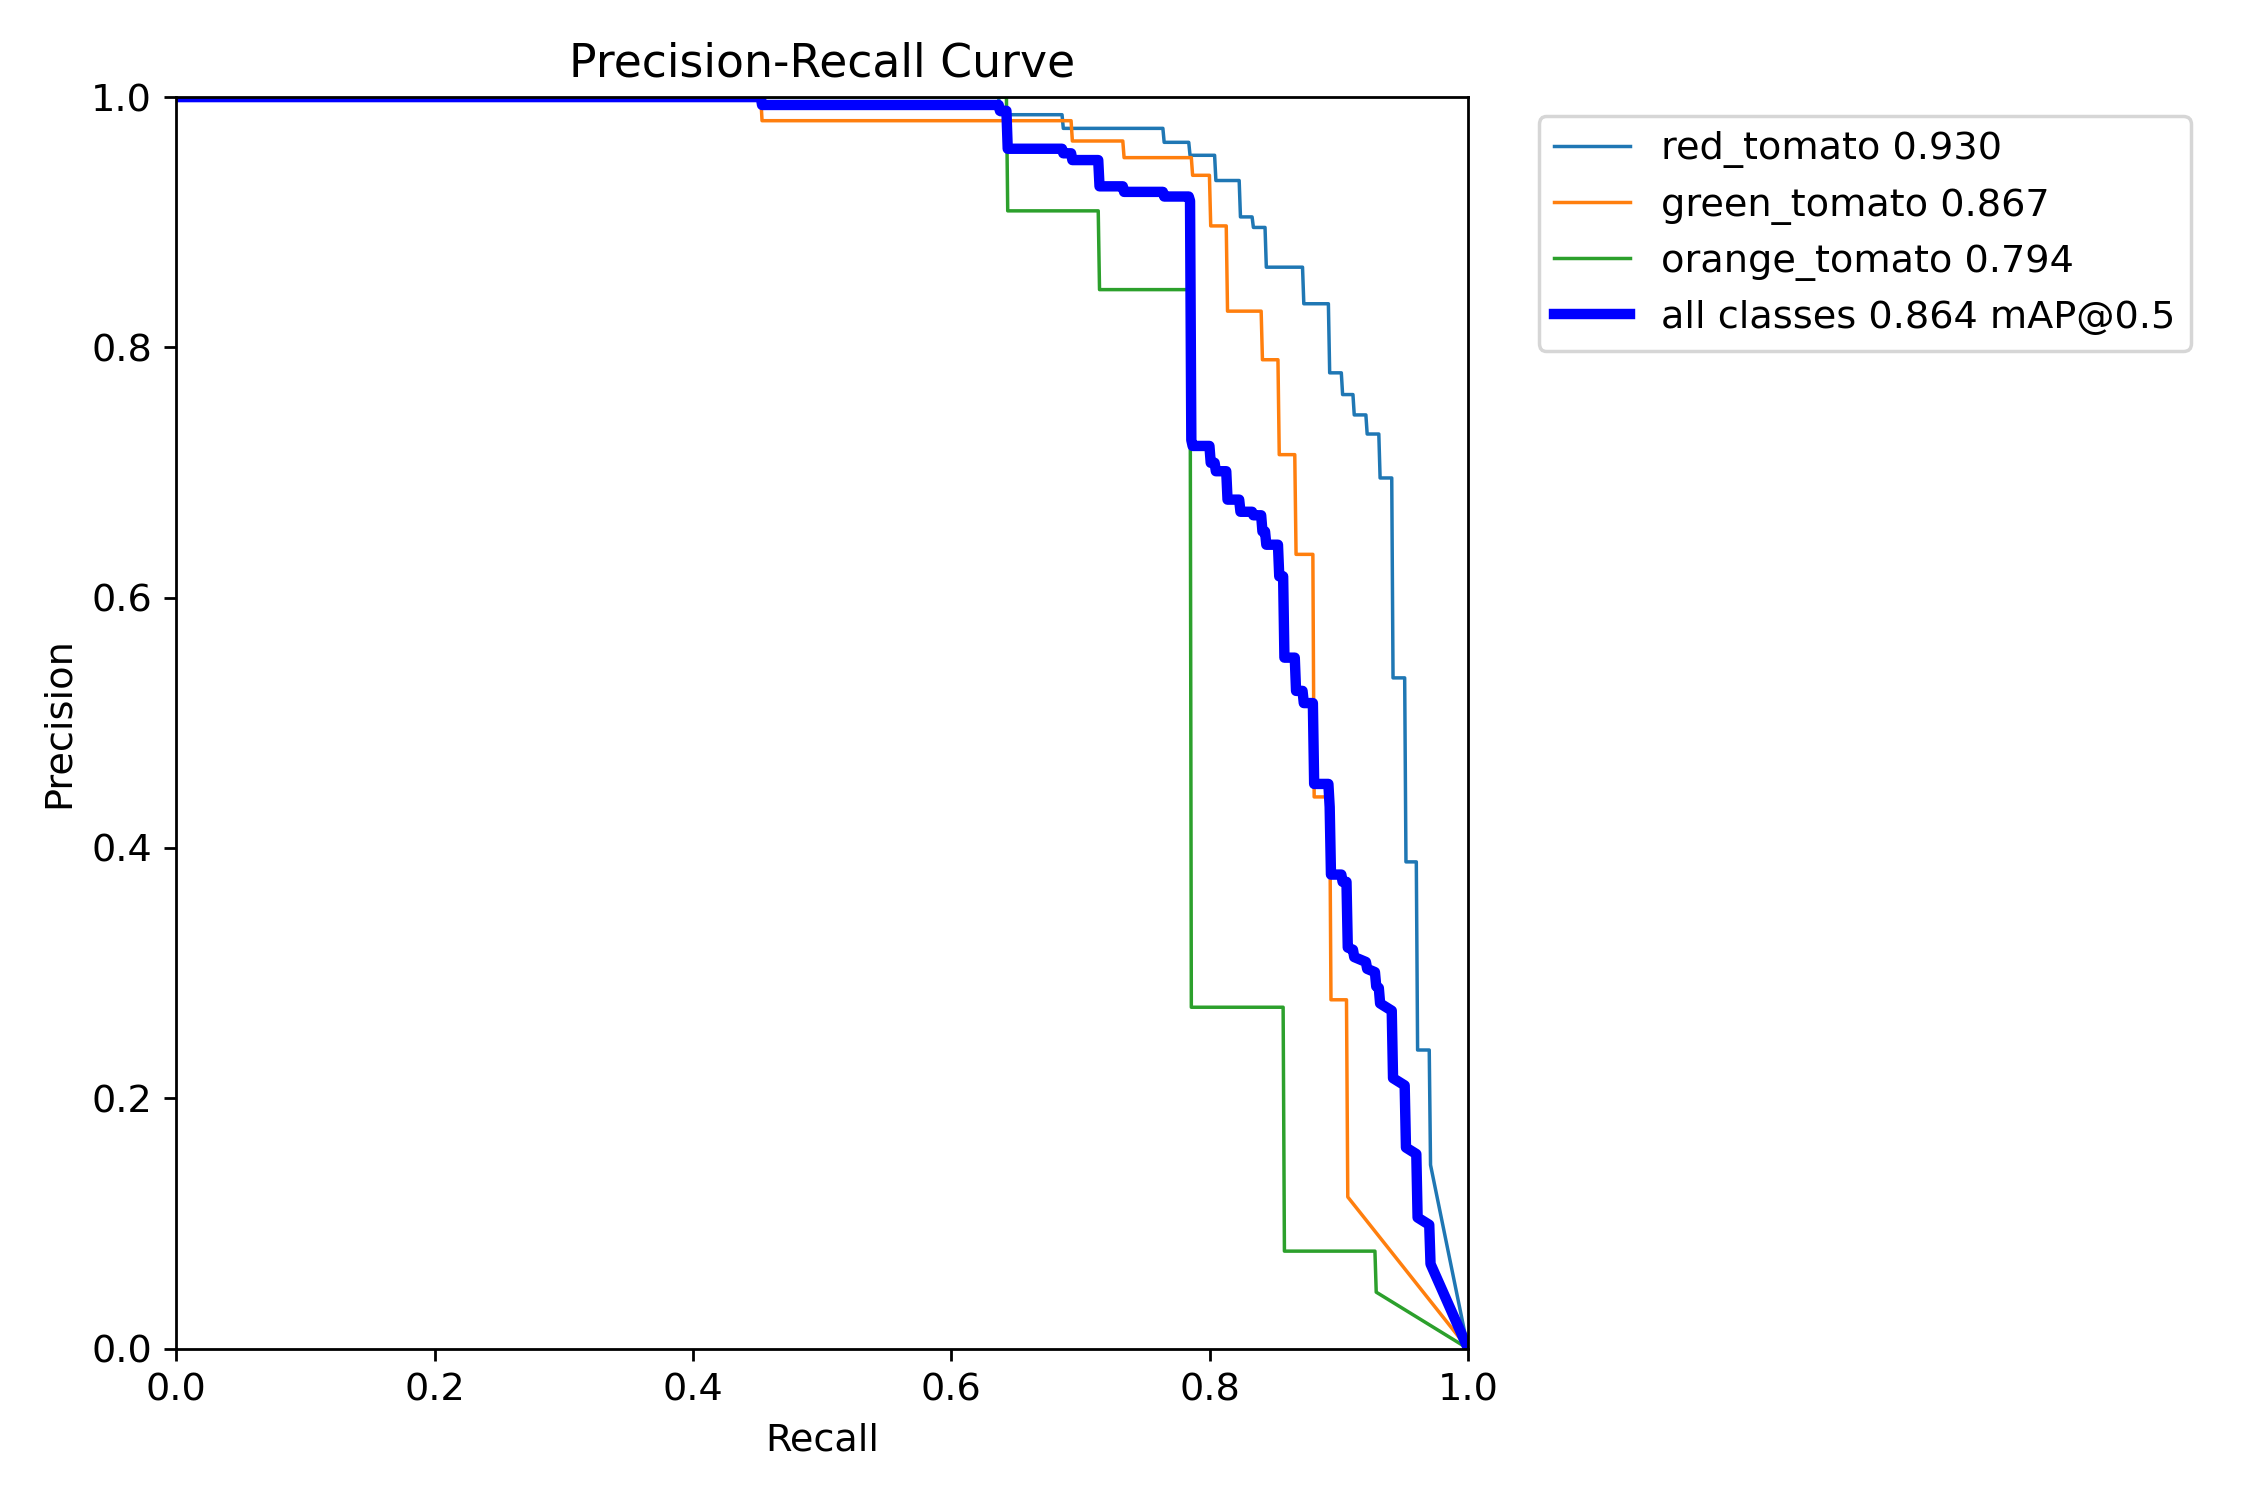 Precision-Recall Curve
1.0
0.8
0.6
0.4
0.2
0.0
Precision
0.0 0.2 0.4 0.6 0.8 1.0
Recall
red_tomato 0.930
green_tomato 0.867
orange_tomato 0.794
all classes 0.864 mAP@0.5